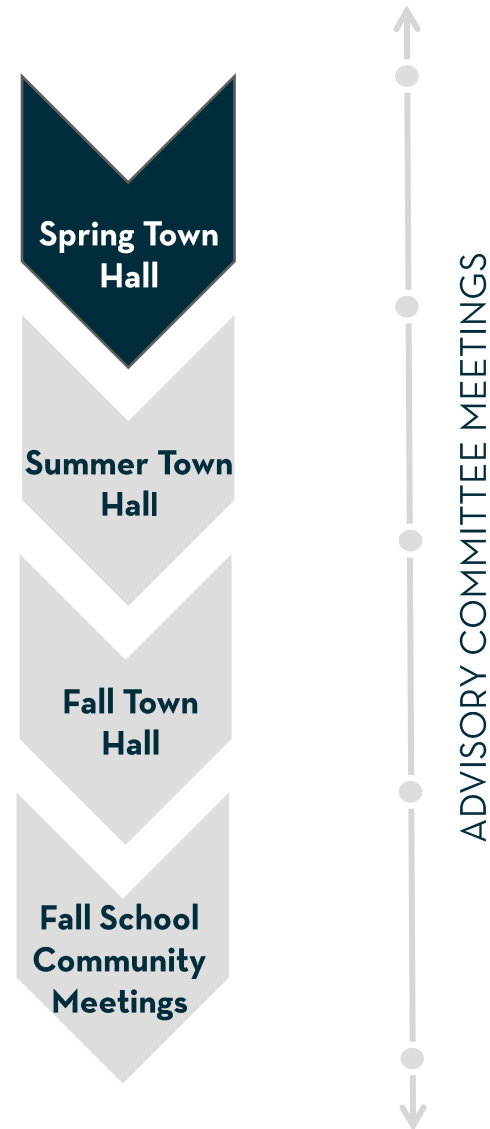 Spring Town
Hall
Summer Town
Hall
Fall Town
Hall
Fall School
Community
Meetings
ADVISORY COMMITTEE MEETINGS